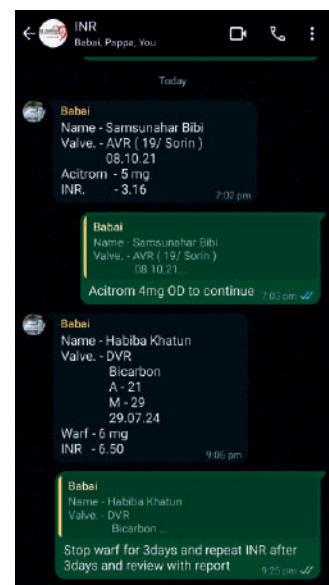 INR
Babai, Pappa, You
Today
Babai
Name - Samsunahar Bibi
Valve. - AVR ( 19/ Sorin )
08.10.21
Acitrom - 5 mg
INR. - 3.16
7:02 pm
Babai
Name - Samsunahar Bibi
Valve. - AVR ( 19/ Sorin )
08.10.21...
Acitrom 4mg OD to continue
7:03 pm
Babai
Name - Habiba Khatun
Valve. - DVR
Bicarbon
A - 21
M - 29
29.07.24
Warf - 6 mg
INR - 6.50
9:06 pm
Babai
Name - Habiba Khatun
Valve. - DVR
Bicarbon ...
Stop warf for 3days and repeat INR after
3days and review with report
9:25 pm